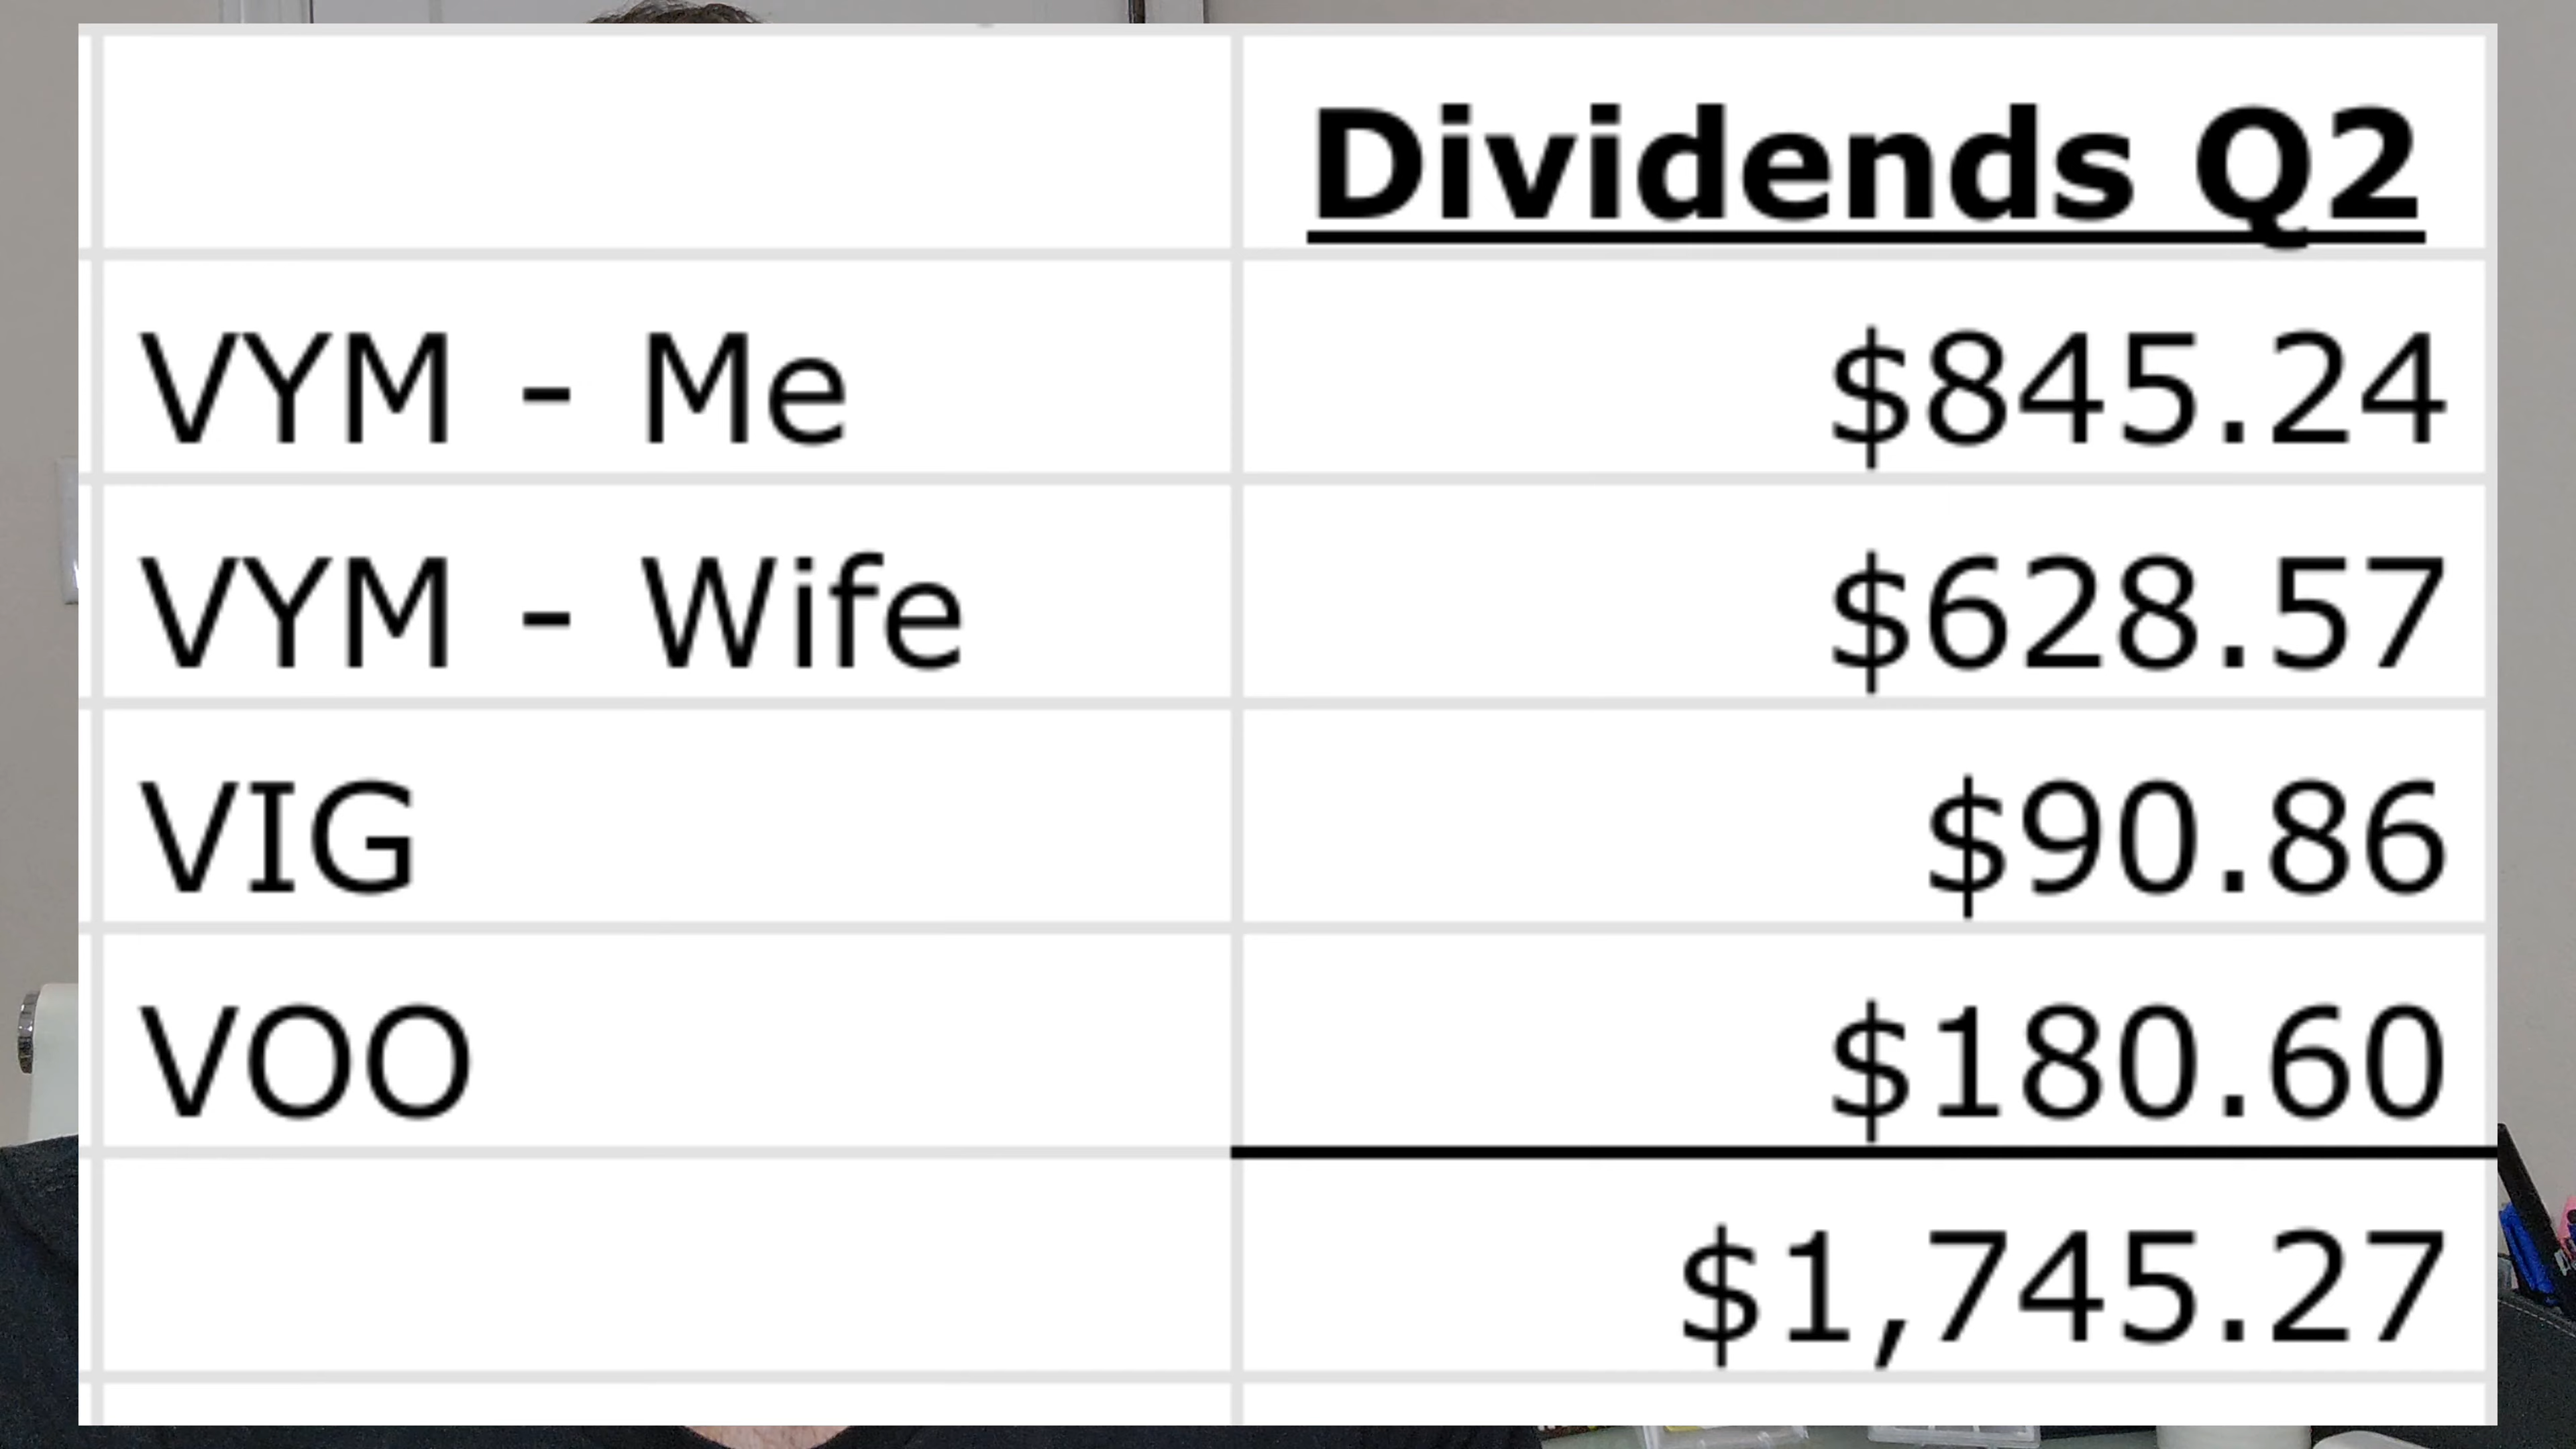 Dividends Q2
VYM - Me $845.24
VYM - Wife $628.57
VIG $90.86
VOO $180.60
$1,745.27